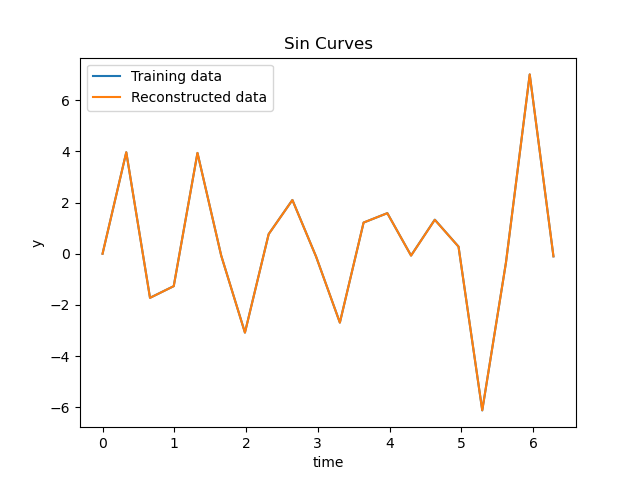 Sin Curves
Training data
Reconstructed data
6
4
2
0
−2
−4
−6
y
0 1 2 3 4 5 6
time